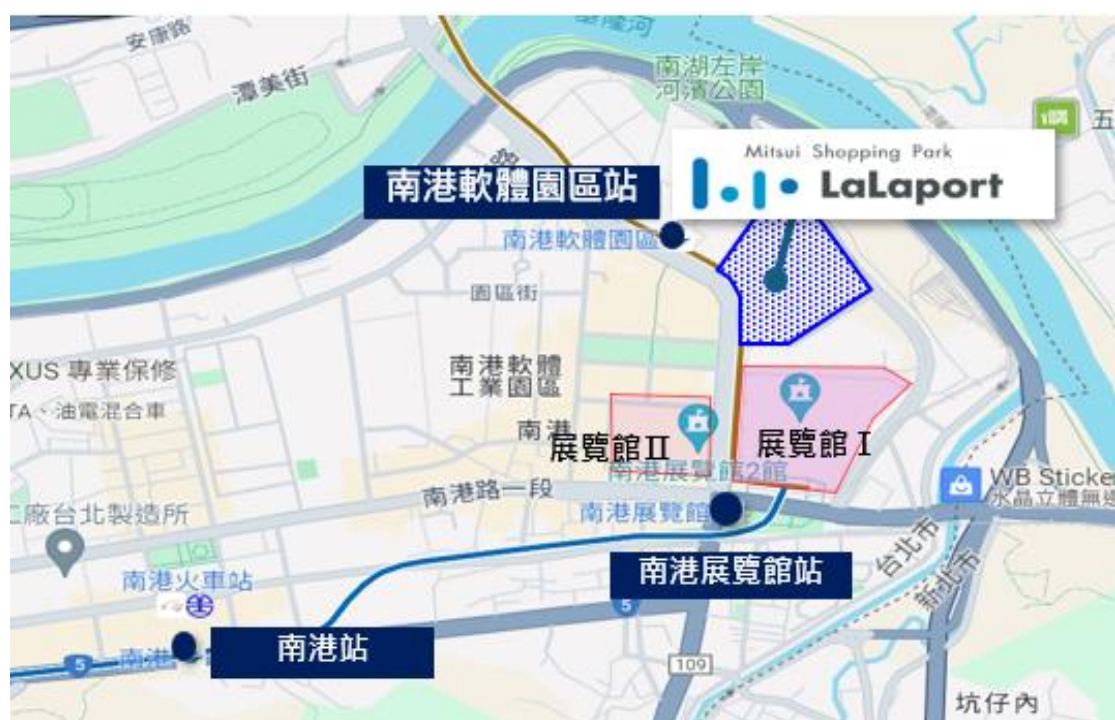 安康路
潭美街
南湖左岸
河濱公園
五
Mitsui Shopping Park
LaLaport
南港軟體園區站
南港軟體園區
園區街
XUS 專業保修
TA、油電混合車
南港軟體
工業園區
南港
展覽館II
展覽館 I
南港展覽館2館
南港路一段
南港展覽館
WB Sticker
水晶立體無
工廠台北製造所
南港展覽館站
台北市
新北市
南港火車站
5
南港站
南港
5
109
坑仔內